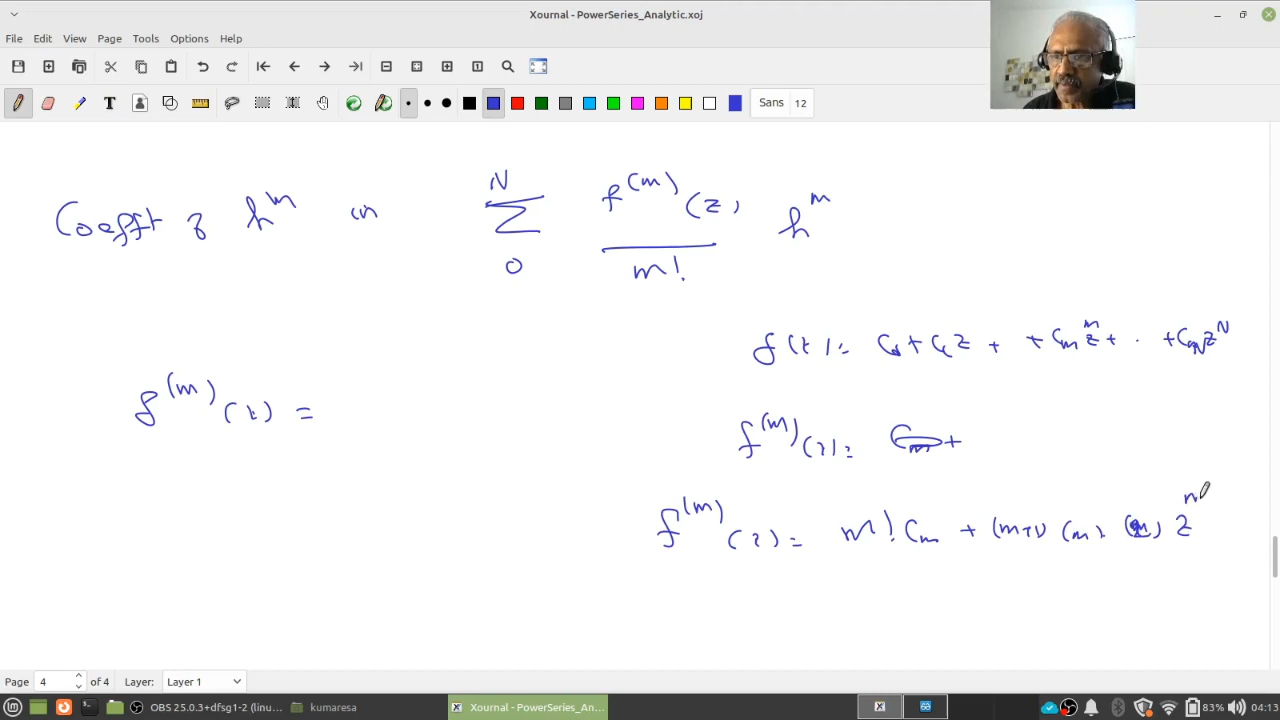 Xournal - PowerSeries_Analytic.xoj
File Edit View Page Tools Options Help
Sans 12
Coefft of h^m in ∑_0^N f^(m)(z)/m! h^m
f(z) = c_0 + c_1 z + + c_m z^m + . . + c_N z^N
f^(m)(z) =
f^(m)(z) = c_m +
f^(m)(z) = m! c_m + (m+1) (m) z
Page 4 of 4 Layer: Layer 1
OBS 25.0.3+dfsg1-2 (linu... kumaresa Xournal - PowerSeries_An... 83% 04:13